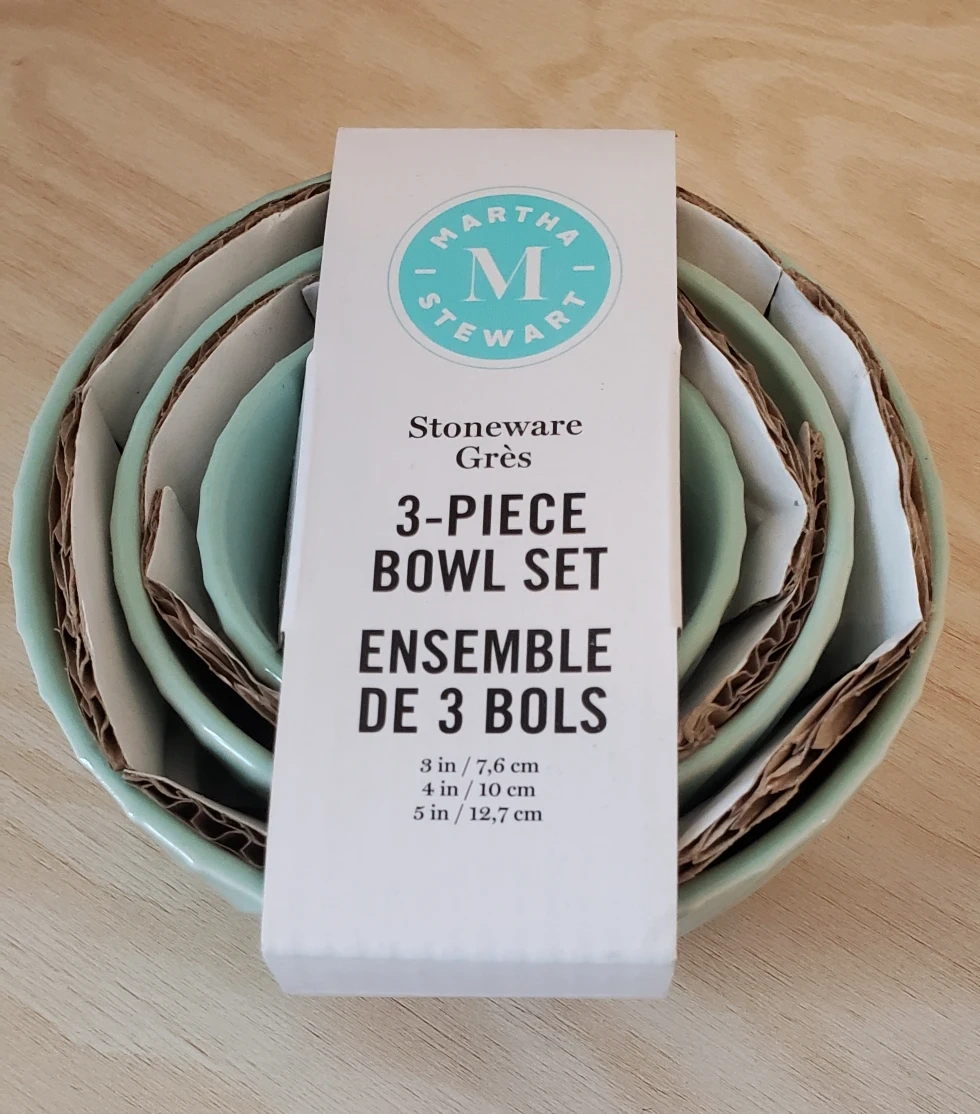 MARTHA
M
STEWART
Stoneware
Grès
3-PIECE
BOWL SET
ENSEMBLE
DE 3 BOLS
3 in / 7,6 cm
4 in / 10 cm
5 in / 12,7 cm